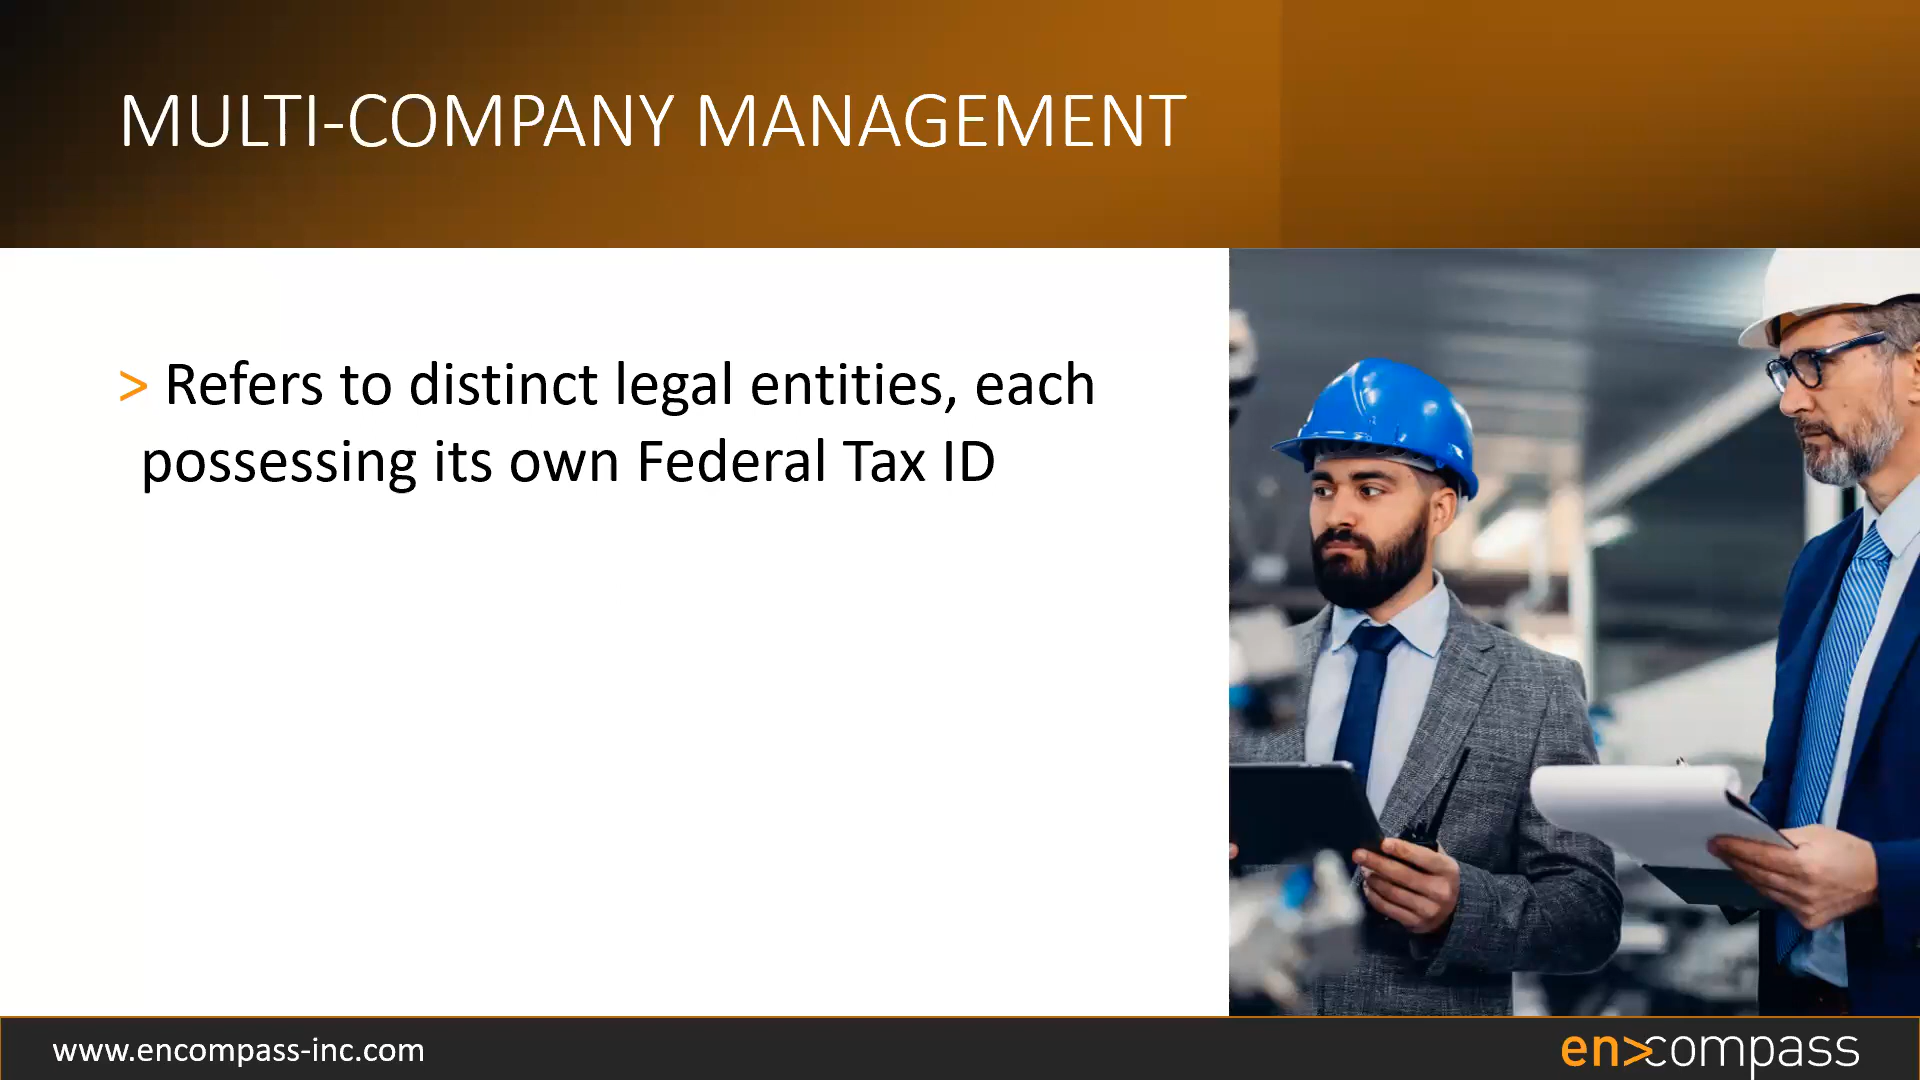 MULTI-COMPANY MANAGEMENT
> Refers to distinct legal entities, each
possessing its own Federal Tax ID
www.encompass-inc.com
en>compass